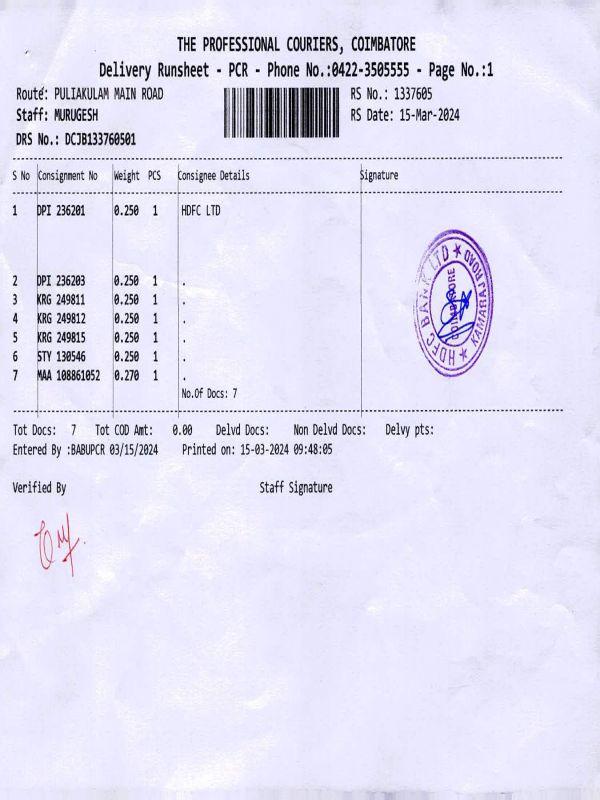 THE PROFESSIONAL COURIERS, COIMBATORE
Delivery Runsheet - PCR - Phone No.:0422-3505555 - Page No.:1
Route: PULIAKULAM MAIN ROAD RS No.: 1337605
Staff: MURUGESH RS Date: 15-Mar-2024
DRS No.: DCJB133760501
S No Consignment No Weight PCS Consignee Details Signature
1 DPI 236201 0.250 1 HDFC LTD
2 DPI 236203 0.250 1 .
3 KRG 249811 0.250 1 .
4 KRG 249812 0.250 1 .
5 KRG 249815 0.250 1 .
6 STY 130546 0.250 1 .
7 MAA 108861052 0.270 1 .
No.Of Docs: 7
HDFC BANK LTD ★ KAMARAJ ROAD ★
COIMBATORE
Tot Docs: 7 Tot COD Amt: 0.00 Delvd Docs: Non Delvd Docs: Delvy pts:
Entered By :BABUPCR 03/15/2024 Printed on: 15-03-2024 09:48:05
Verified By Staff Signature